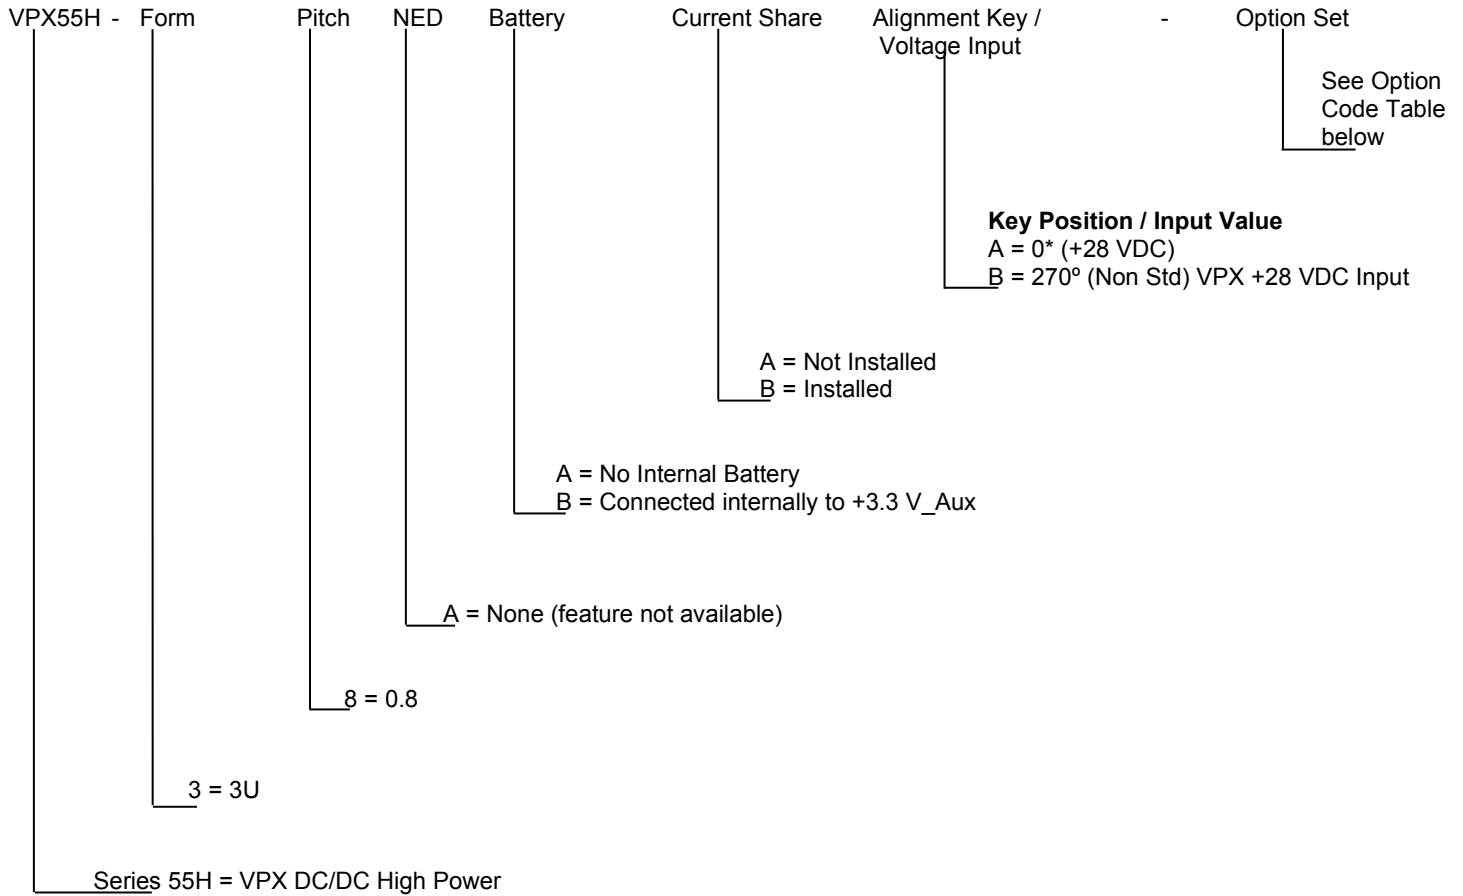 VPX55H - Form Pitch NED Battery Current Share Alignment Key / - Option Set
Voltage Input
See Option
Code Table
below
Key Position / Input Value
A = 0* (+28 VDC)
B = 270º (Non Std) VPX +28 VDC Input
A = Not Installed
B = Installed
A = No Internal Battery
B = Connected internally to +3.3 V_Aux
A = None (feature not available)
8 = 0.8
3 = 3U
Series 55H = VPX DC/DC High Power